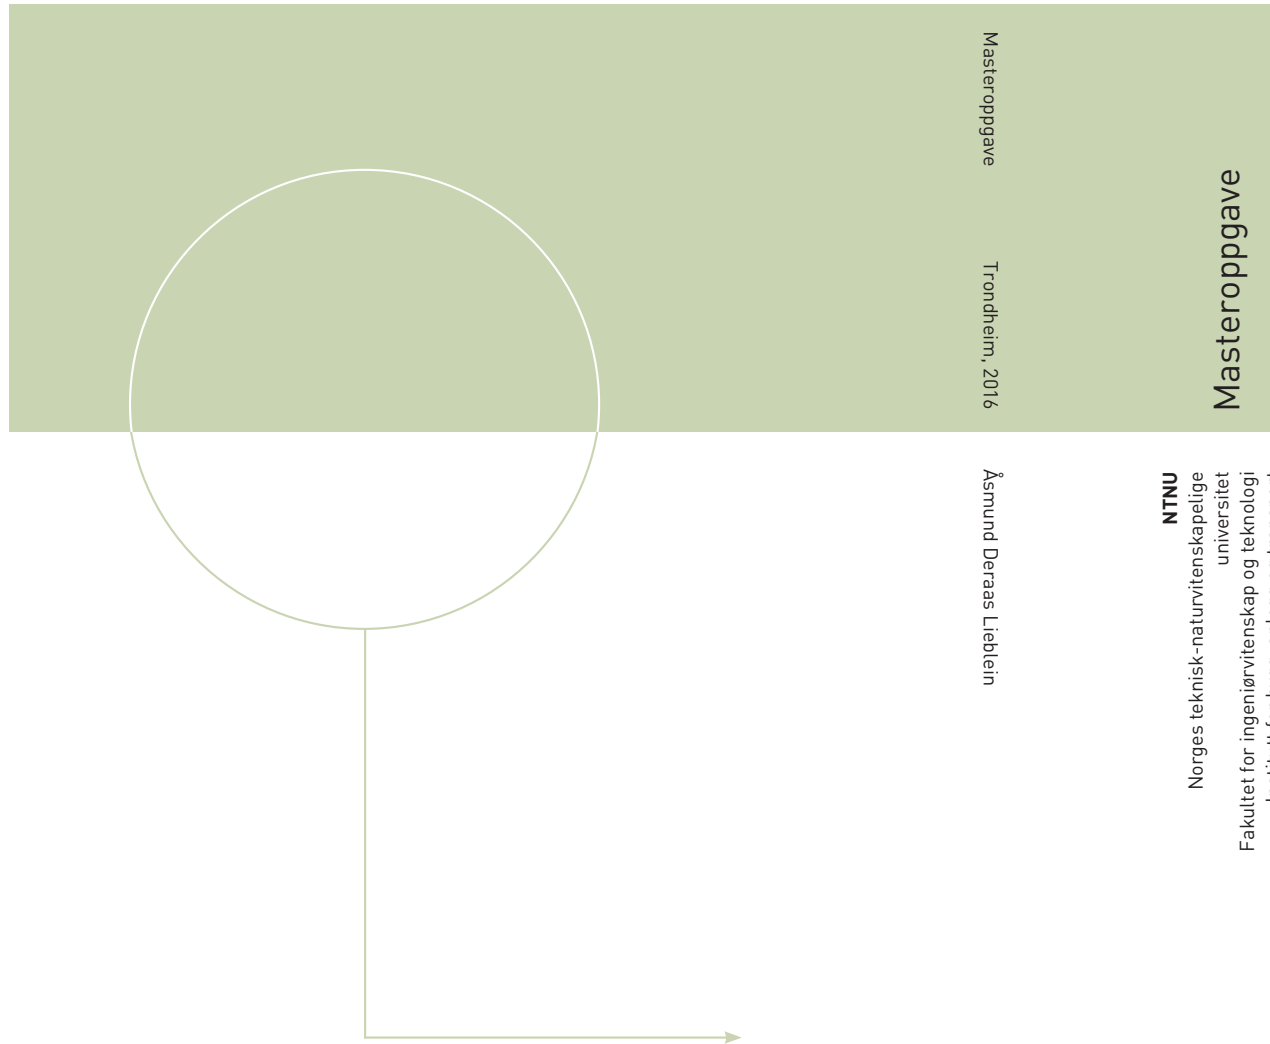 Masteroppgave
Trondheim, 2016
Åsmund Deraas Lieblein
Masteroppgave
NTNU
Norges teknisk-naturvitenskapelige
universitet
Fakultet for ingeniørvitenskap og teknologi